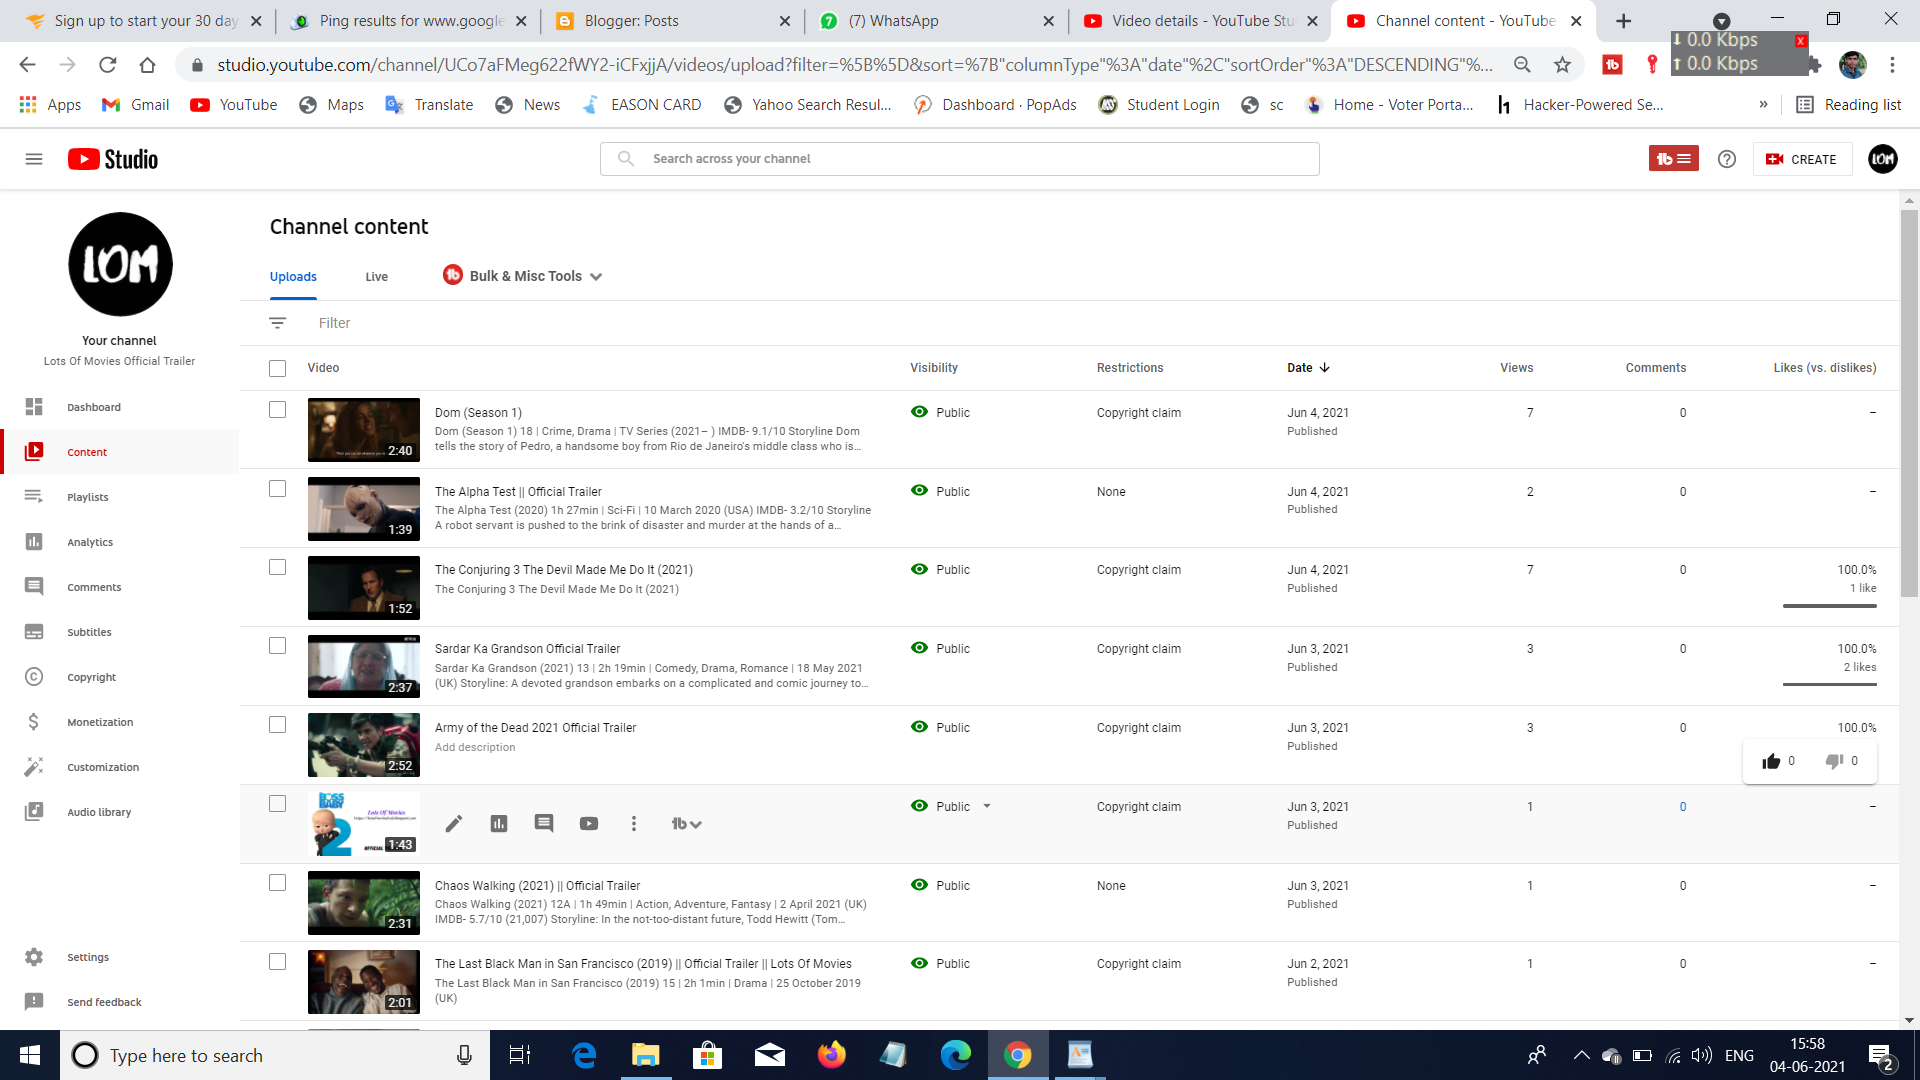 Sign up to start your 30 day
Ping results for www.google
Blogger: Posts
(7) WhatsApp
Video details - YouTube Stu
Channel content - YouTube
0.0 Kbps
0.0 Kbps
studio.youtube.com/channel/UCo7aFMeg622fWY2-iCFxjjA/videos/upload?filter=%5B%5D&sort=%7B"columnType"%3A"date"%2C"sortOrder"%3A"DESCENDING"%...
Apps
Gmail
YouTube
Maps
Translate
News
EASON CARD
Yahoo Search Resul...
Dashboard · PopAds
Student Login
sc
Home - Voter Porta...
Hacker-Powered Se...
»
Reading list
Studio
Search across your channel
CREATE
LOM
LOM
Your channel
Lots Of Movies Official Trailer
Dashboard
Content
Playlists
Analytics
Comments
Subtitles
Copyright
Monetization
Customization
Audio library
Settings
Send feedback
Channel content
Uploads
Live
Bulk & Misc Tools
Filter
Video
Visibility
Restrictions
Date
Views
Comments
Likes (vs. dislikes)
2:40
Dom (Season 1)
Dom (Season 1) 18 | Crime, Drama | TV Series (2021– ) IMDB- 9.1/10 Storyline Dom
tells the story of Pedro, a handsome boy from Rio de Janeiro's middle class who is...
Public
Copyright claim
Jun 4, 2021
Published
7
0
–
1:39
The Alpha Test || Official Trailer
The Alpha Test (2020) 1h 27min | Sci-Fi | 10 March 2020 (USA) IMDB- 3.2/10 Storyline
A robot servant is pushed to the brink of disaster and murder at the hands of a...
Public
None
Jun 4, 2021
Published
2
0
–
1:52
The Conjuring 3 The Devil Made Me Do It (2021)
The Conjuring 3 The Devil Made Me Do It (2021)
Public
Copyright claim
Jun 4, 2021
Published
7
0
100.0%
1 like
2:37
Sardar Ka Grandson Official Trailer
Sardar Ka Grandson (2021) 13 | 2h 19min | Comedy, Drama, Romance | 18 May 2021
(UK) Storyline: A devoted grandson embarks on a complicated and comic journey to...
Public
Copyright claim
Jun 3, 2021
Published
3
0
100.0%
2 likes
2:52
Army of the Dead 2021 Official Trailer
Add description
Public
Copyright claim
Jun 3, 2021
Published
3
0
100.0%
0
0
BOSS BABY
2
Lots Of Movies
1:43
Public
Copyright claim
Jun 3, 2021
Published
1
0
–
2:31
Chaos Walking (2021) || Official Trailer
Chaos Walking (2021) 12A | 1h 49min | Action, Adventure, Fantasy | 2 April 2021 (UK)
IMDB- 5.7/10 (21,007) Storyline: In the not-too-distant future, Todd Hewitt (Tom...
Public
None
Jun 3, 2021
Published
1
0
–
2:01
The Last Black Man in San Francisco (2019) || Official Trailer || Lots Of Movies
The Last Black Man in San Francisco (2019) 15 | 2h 1min | Drama | 25 October 2019
(UK)
Public
Copyright claim
Jun 2, 2021
Published
1
0
–
Type here to search
ENG
15:58
04-06-2021
2